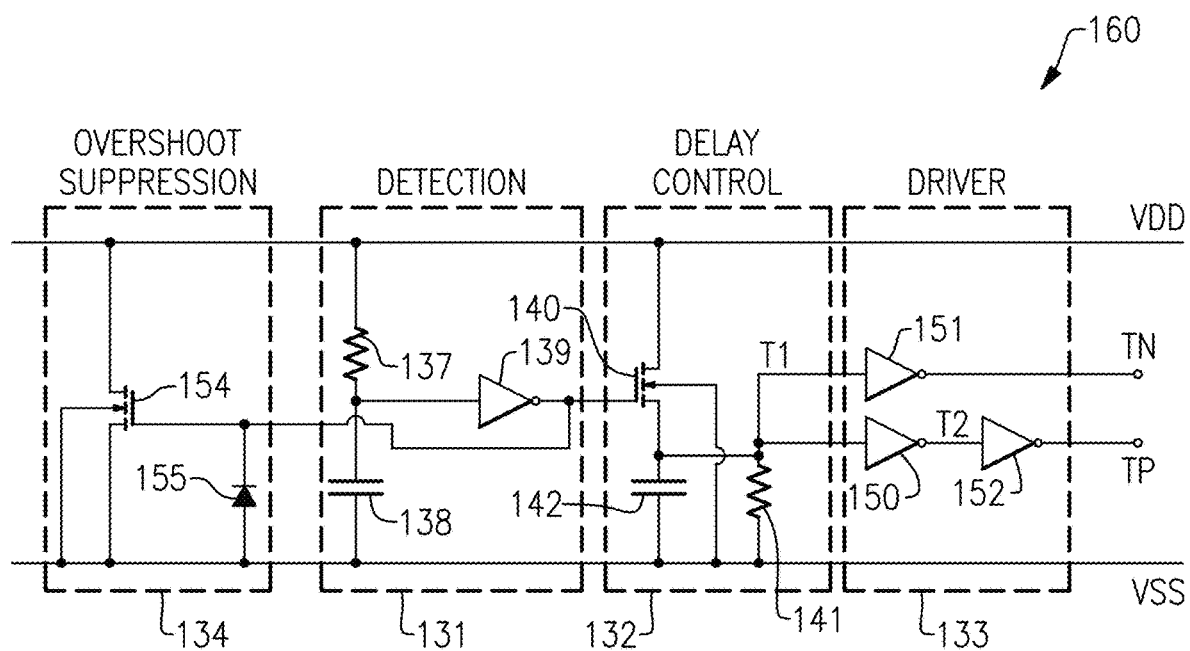 160
OVERSHOOT
SUPPRESSION
DETECTION
DELAY
CONTROL
DRIVER
VDD
140
151
T1
TN
154
137
139
155
138
142
150
T2
152
TP
VSS
134
131
132
141
133